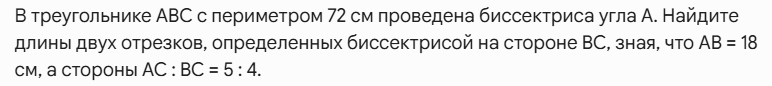 В треугольнике ABC с периметром 72 см проведена биссектриса угла A. Найдите
длины двух отрезков, определенных биссектрисой на стороне BC, зная, что AB = 18
см, а стороны AC : BC = 5 : 4.